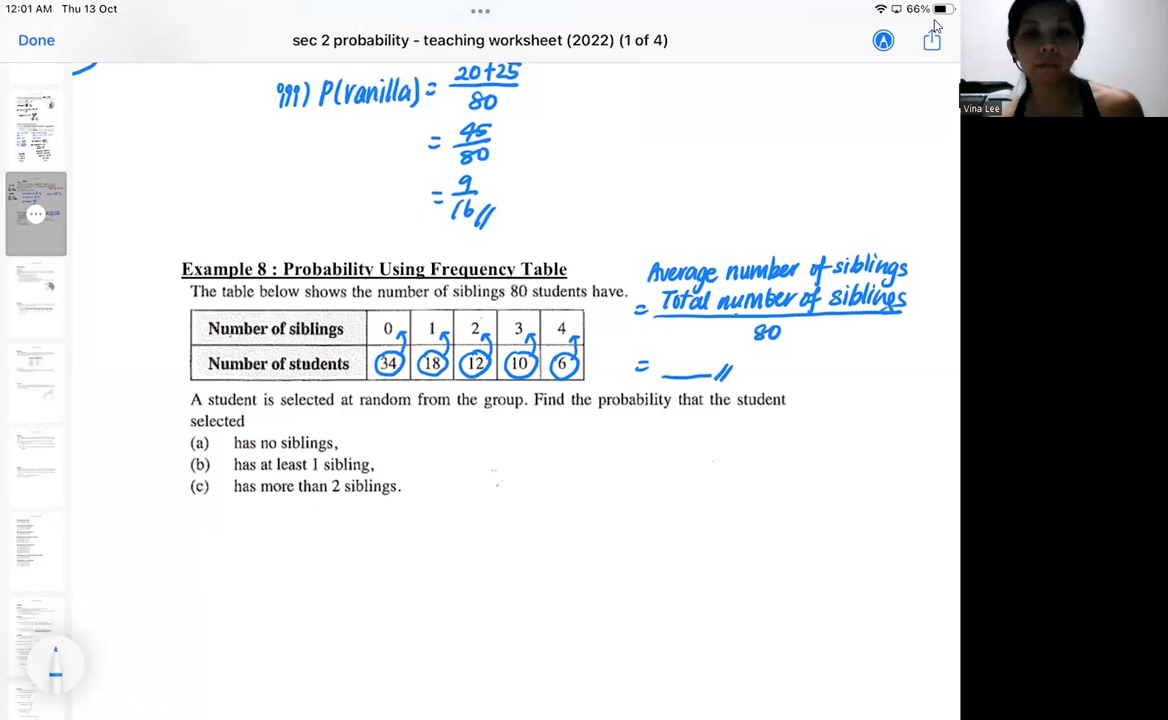 12:01 AM Thu 13 Oct
66%
Done
sec 2 probability - teaching worksheet (2022) (1 of 4)
Vina Lee
iii) P(vanilla) = 20+25
80
= 45
80
= 9
16//
Example 8 : Probability Using Frequency Table
The table below shows the number of siblings 80 students have.
Number of siblings 0 1 2 3 4
Number of students 34 18 12 10 6
Average number of siblings
= Total number of siblings
80
= __//
A student is selected at random from the group. Find the probability that the student
selected
(a) has no siblings,
(b) has at least 1 sibling,
(c) has more than 2 siblings.